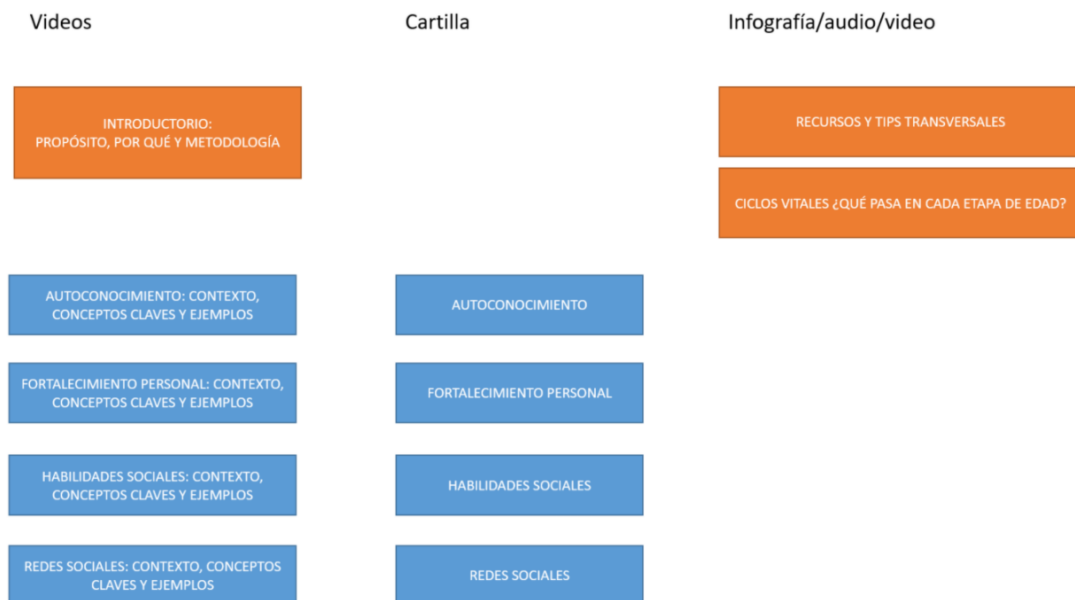 Videos
Cartilla
Infografía/audio/video
INTRODUCTORIO:
PROPÓSITO, POR QUÉ Y METODOLOGÍA
RECURSOS Y TIPS TRANSVERSALES
CICLOS VITALES ¿QUÉ PASA EN CADA ETAPA DE EDAD?
AUTOCONOCIMIENTO: CONTEXTO,
CONCEPTOS CLAVES Y EJEMPLOS
AUTOCONOCIMIENTO
FORTALECIMIENTO PERSONAL: CONTEXTO,
CONCEPTOS CLAVES Y EJEMPLOS
FORTALECIMIENTO PERSONAL
HABILIDADES SOCIALES: CONTEXTO,
CONCEPTOS CLAVES Y EJEMPLOS
HABILIDADES SOCIALES
REDES SOCIALES: CONTEXTO, CONCEPTOS
CLAVES Y EJEMPLOS
REDES SOCIALES